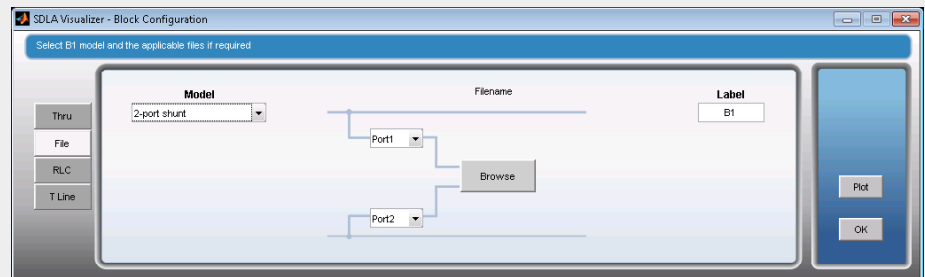 SDLA Visualizer - Block Configuration
Select B1 model and the applicable files if required
Thru
File
RLC
T Line
Model
2-port shunt
Filename
Port1
Browse
Port2
Label
B1
Plot
OK